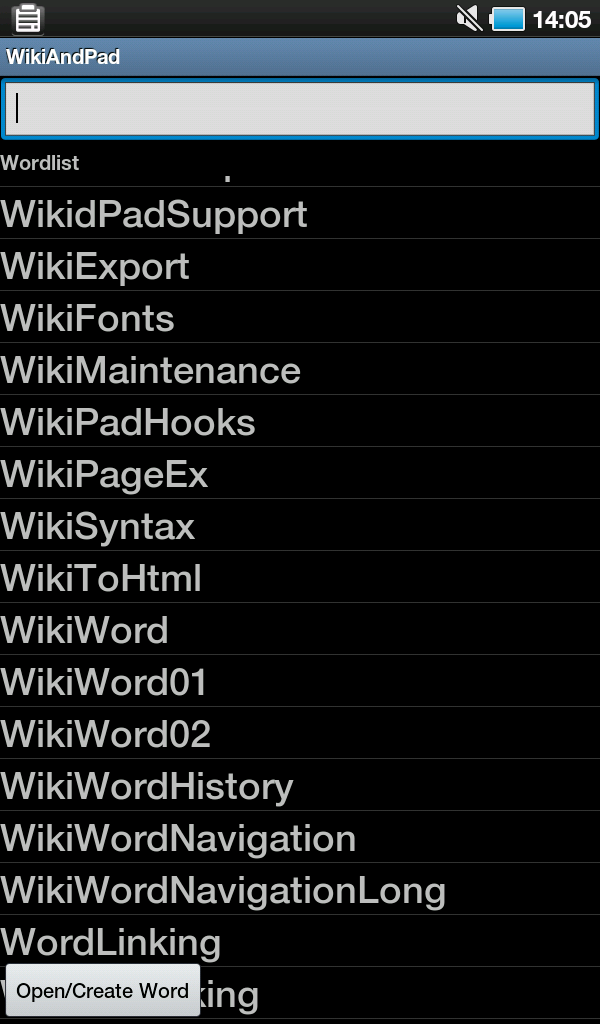 14:05
WikiAndPad
Wordlist
WikidPadSupport
WikiExport
WikiFonts
WikiMaintenance
WikiPadHooks
WikiPageEx
WikiSyntax
WikiToHtml
WikiWord
WikiWord01
WikiWord02
WikiWordHistory
WikiWordNavigation
WikiWordNavigationLong
WordLinking
Open/Create Word